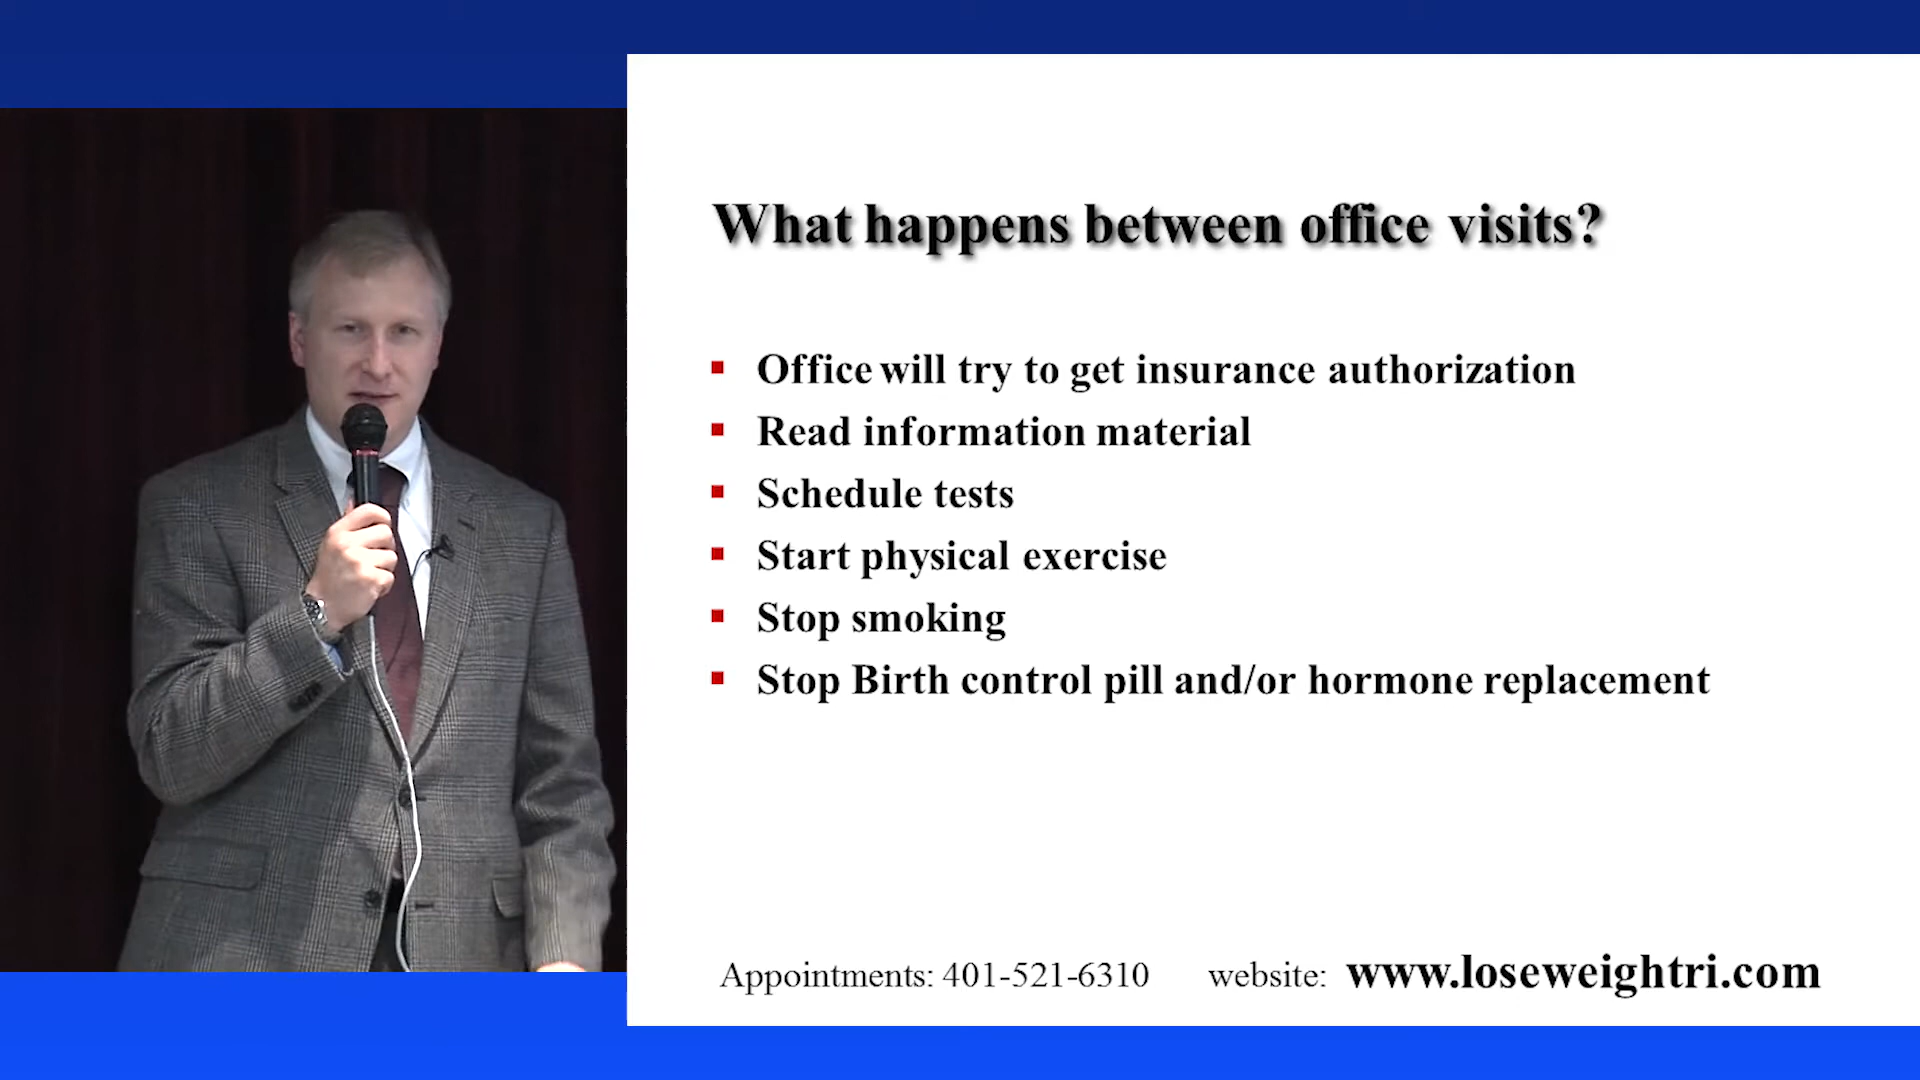 What happens between office visits?
Office will try to get insurance authorization
Read information material
Schedule tests
Start physical exercise
Stop smoking
Stop Birth control pill and/or hormone replacement
Appointments: 401-521-6310 website: www.loseweightri.com